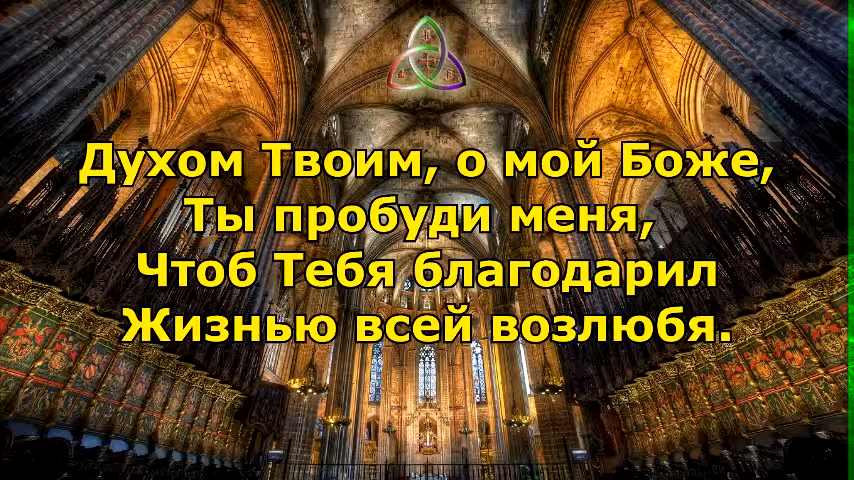 Духом Твоим, о мой Боже,
Ты пробуди меня,
Чтоб Тебя благодарил
Жизнью всей возлюбя.